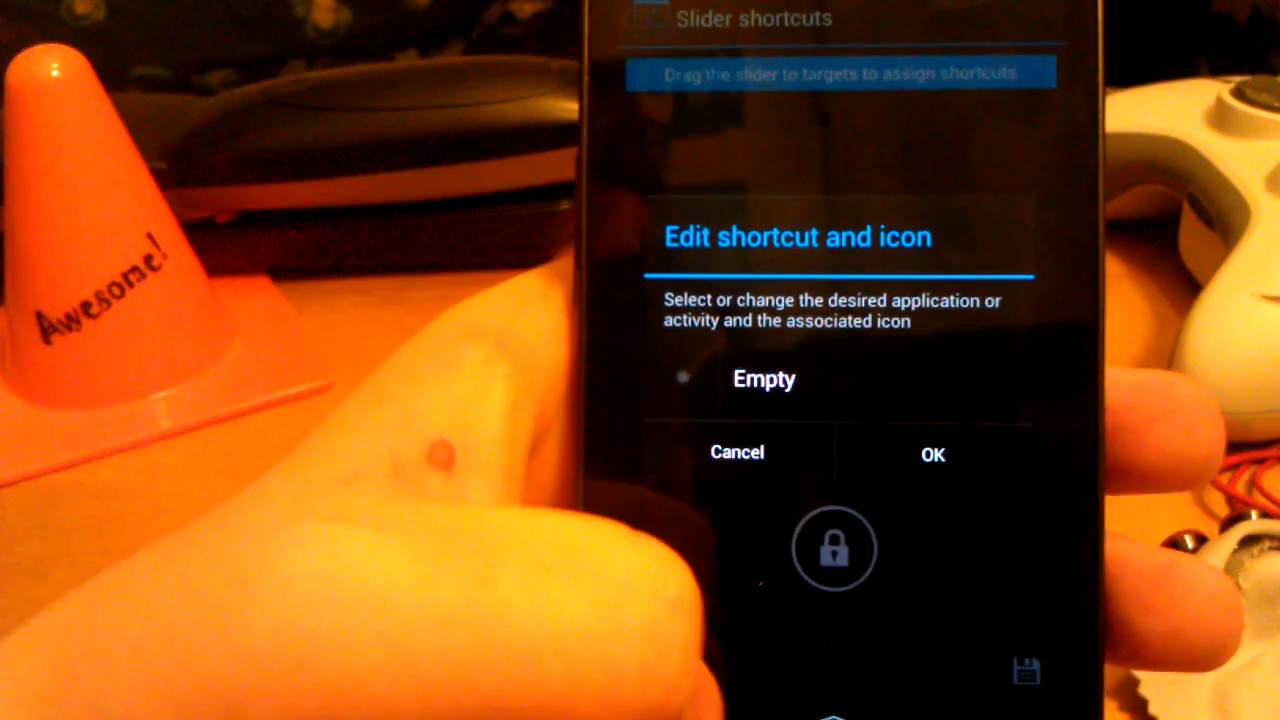 Slider shortcuts
Drag the slider to targets to assign shortcuts
Awesome!
Edit shortcut and icon
Select or change the desired application or
activity and the associated icon
Empty
Cancel
OK